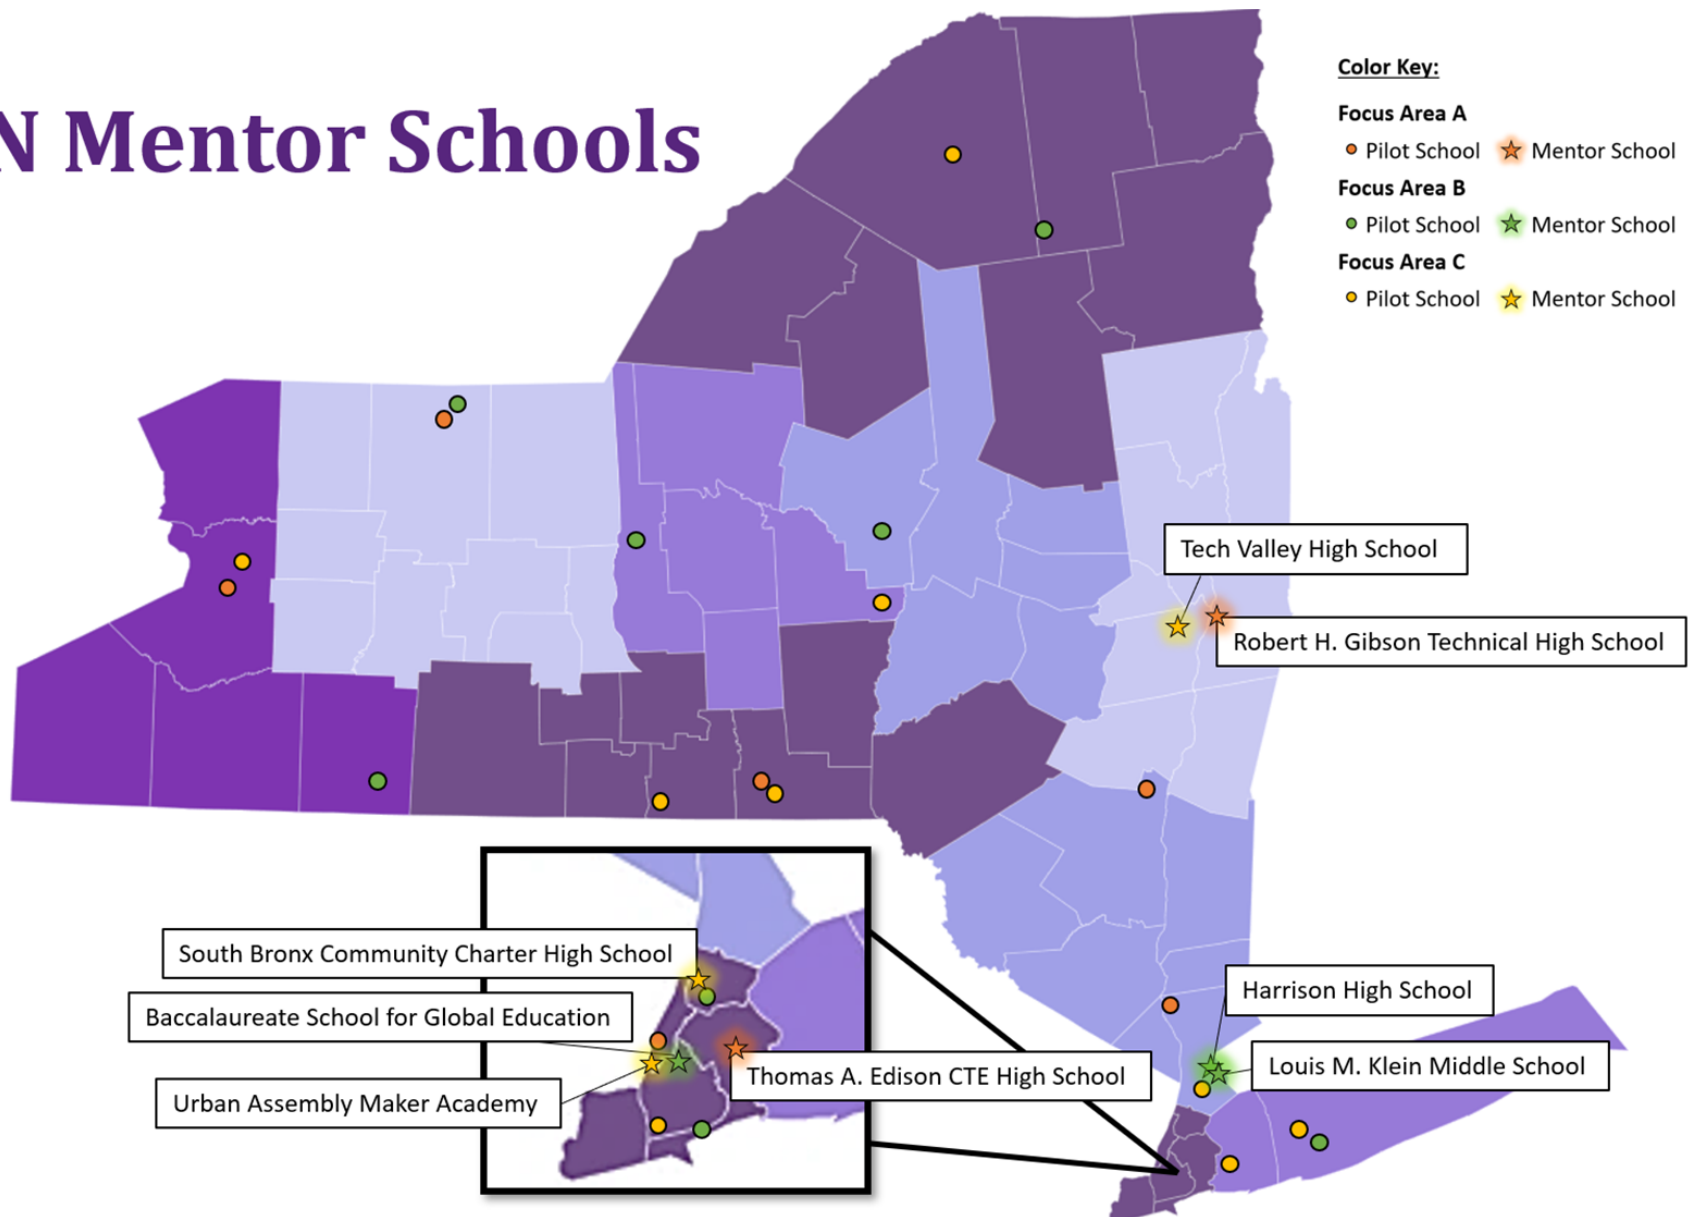 N Mentor Schools
Color Key:
Focus Area A
Pilot School Mentor School
Focus Area B
Pilot School Mentor School
Focus Area C
Pilot School Mentor School
Tech Valley High School
Robert H. Gibson Technical High School
South Bronx Community Charter High School
Baccalaureate School for Global Education
Urban Assembly Maker Academy
Thomas A. Edison CTE High School
Harrison High School
Louis M. Klein Middle School